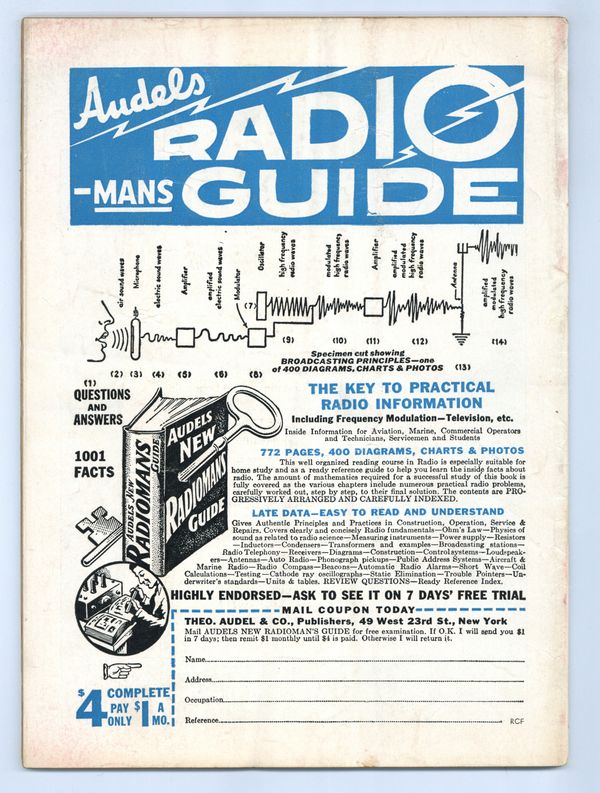 Audels
RADIO
-MANS GUIDE
air sound waves
Microphone
electric sound waves
Amplifier
amplified
electric sound waves
Modulator
Oscillator
high frequency
radio waves
modulated
high frequency
radio waves
Amplifier
amplified
modulated
high frequency
radio waves
Antenna
amplified
modulated
high frequency
radio waves
(7)
(1) (2) (3) (4) (5) (6) (8) (9) (10) (11) (12) (13) (14)
Specimen cut showing
BROADCASTING PRINCIPLES—one
of 400 DIAGRAMS, CHARTS & PHOTOS
QUESTIONS
AND
ANSWERS
1001
FACTS
AUDELS NEW
RADIOMAN'S
GUIDE
AUDELS
NEW
RADIOMAN'S
GUIDE
THE KEY TO PRACTICAL
RADIO INFORMATION
Including Frequency Modulation—Television, etc.
Inside Information for Aviation, Marine, Commercial Operators
and Technicians, Servicemen and Students
772 PAGES, 400 DIAGRAMS, CHARTS & PHOTOS
This well organized reading course in Radio is especially suitable for
home study and as a ready reference guide to help you learn the inside facts about
radio. The amount of mathematics required for a successful study of this book is
fully covered as the various chapters include numerous practical radio problems,
carefully worked out, step by step, to their final solution. The contents are PRO-
GRESSIVELY ARRANGED AND CAREFULLY INDEXED.
LATE DATA—EASY TO READ AND UNDERSTAND
Gives Authentic Principles and Practices in Construction, Operation, Service &
Repairs. Covers clearly and concisely Radio fundamentals—Ohm's Law—Physics of
sound as related to radio science—Measuring instruments—Power supply—Resistors
—Inductors—Condensers—Transformers and examples—Broadcasting stations—
Radio Telephony—Receivers—Diagrams—Construction—Control systems—Loudspeak-
ers—Antennas—Auto Radio—Phonograph pickups—Public Address Systems—Aircraft &
Marine Radio—Radio Compass—Beacons—Automatic Radio Alarms—Short Wave—Coil
Calculations—Testing—Cathode ray oscillographs—Static Elimination—Trouble Pointers—Un-
derwriter's standards—Units & tables. REVIEW QUESTIONS—Ready Reference Index.
HIGHLY ENDORSED—ASK TO SEE IT ON 7 DAYS' FREE TRIAL
MAIL COUPON TODAY
THEO. AUDEL & CO., Publishers, 49 West 23rd St., New York
Mail AUDELS NEW RADIOMAN'S GUIDE for free examination. If O.K. I will send you $1
in 7 days; then remit $1 monthly until $4 is paid. Otherwise I will return it.
Name
Address
Occupation
Reference RCF
$4 COMPLETE
PAY ONLY $1 A MO.